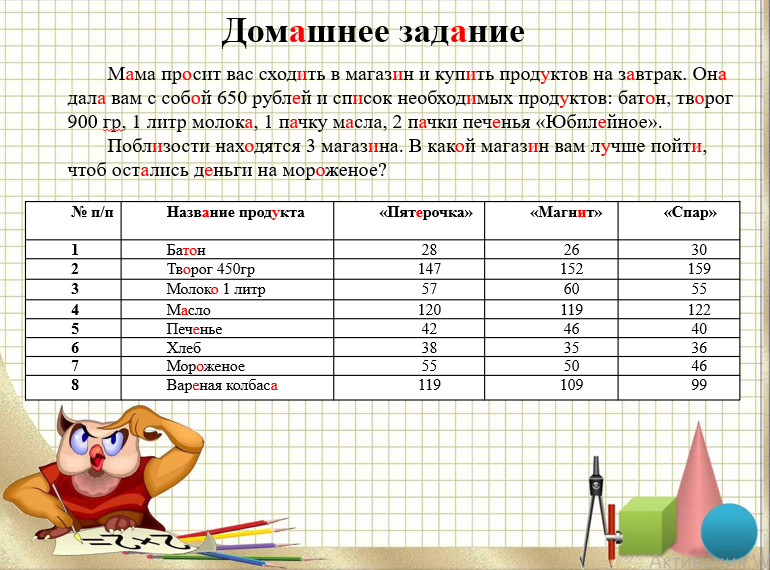 Домашнее задание
Мама просит вас сходить в магазин и купить продуктов на завтрак. Она
дала вам с собой 650 рублей и список необходимых продуктов: батон, творог
900 гр, 1 литр молока, 1 пачку масла, 2 пачки печенья «Юбилейное».
Поблизости находятся 3 магазина. В какой магазин вам лучше пойти,
чтоб остались деньги на мороженое?
№ п/п Название продукта «Пятерочка» «Магнит» «Спар»
1 Батон 28 26 30
2 Творог 450гр 147 152 159
3 Молоко 1 литр 57 60 55
4 Масло 120 119 122
5 Печенье 42 46 40
6 Хлеб 38 35 36
7 Мороженое 55 50 46
8 Вареная колбаса 119 109 99